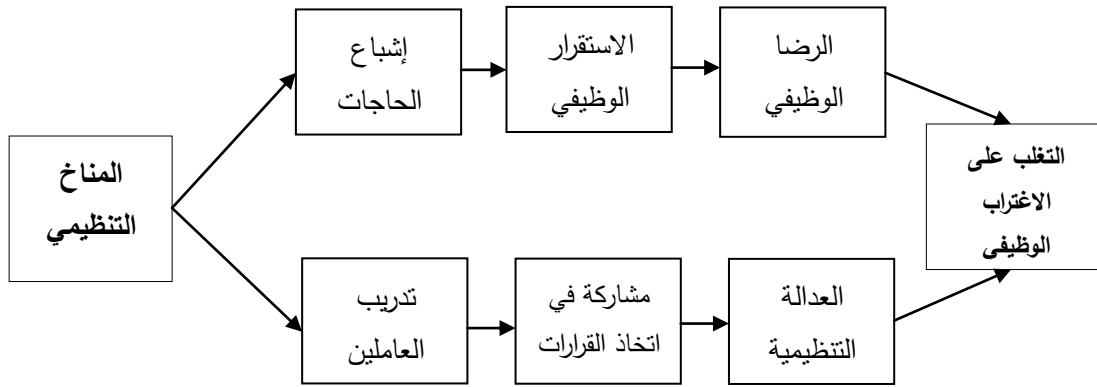 المناخ
التنظيمي
إشباع
الحاجات
الاستقرار
الوظيفي
الرضا
الوظيفي
تدريب
العاملين
مشاركة في
اتخاذ القرارات
العدالة
التنظيمية
التغلب على
الاغتراب
الوظيفي